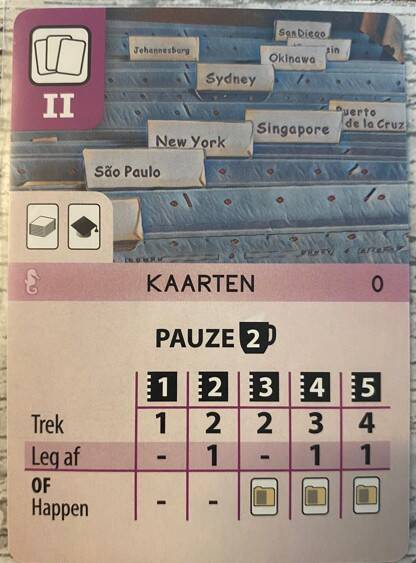 II
SanDiego
Johannesburg
Okinawa
Sydney
Puerto
de la Cruz
Singapore
New York
São Paulo
KAARTEN 0
PAUZE 2
1 2 3 4 5
Trek 1 2 2 3 4
Leg af - 1 - 1 1
OF
Happen - -